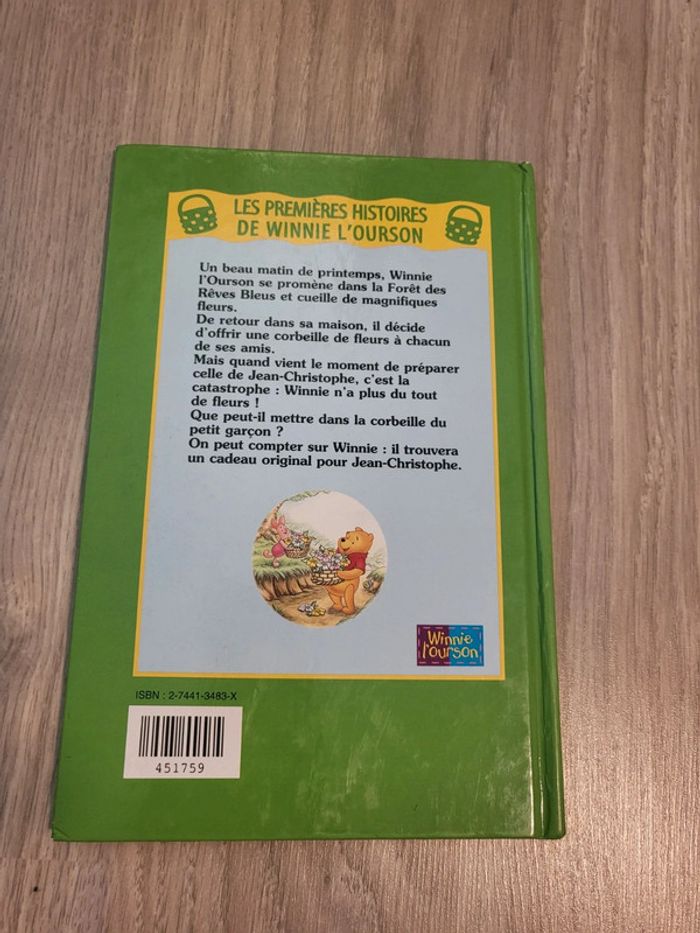 LES PREMIÈRES HISTOIRES
DE WINNIE L'OURSON
Un beau matin de printemps, Winnie
l'Ourson se promène dans la Forêt des
Rêves Bleus et cueille de magnifiques
fleurs.
De retour dans sa maison, il décide
d'offrir une corbeille de fleurs à chacun
de ses amis.
Mais quand vient le moment de préparer
celle de Jean-Christophe, c'est la
catastrophe : Winnie n'a plus du tout
de fleurs !
Que peut-il mettre dans la corbeille du
petit garçon ?
On peut compter sur Winnie : il trouvera
un cadeau original pour Jean-Christophe.
Winnie
l'ourson
ISBN : 2-7441-3483-X
451759